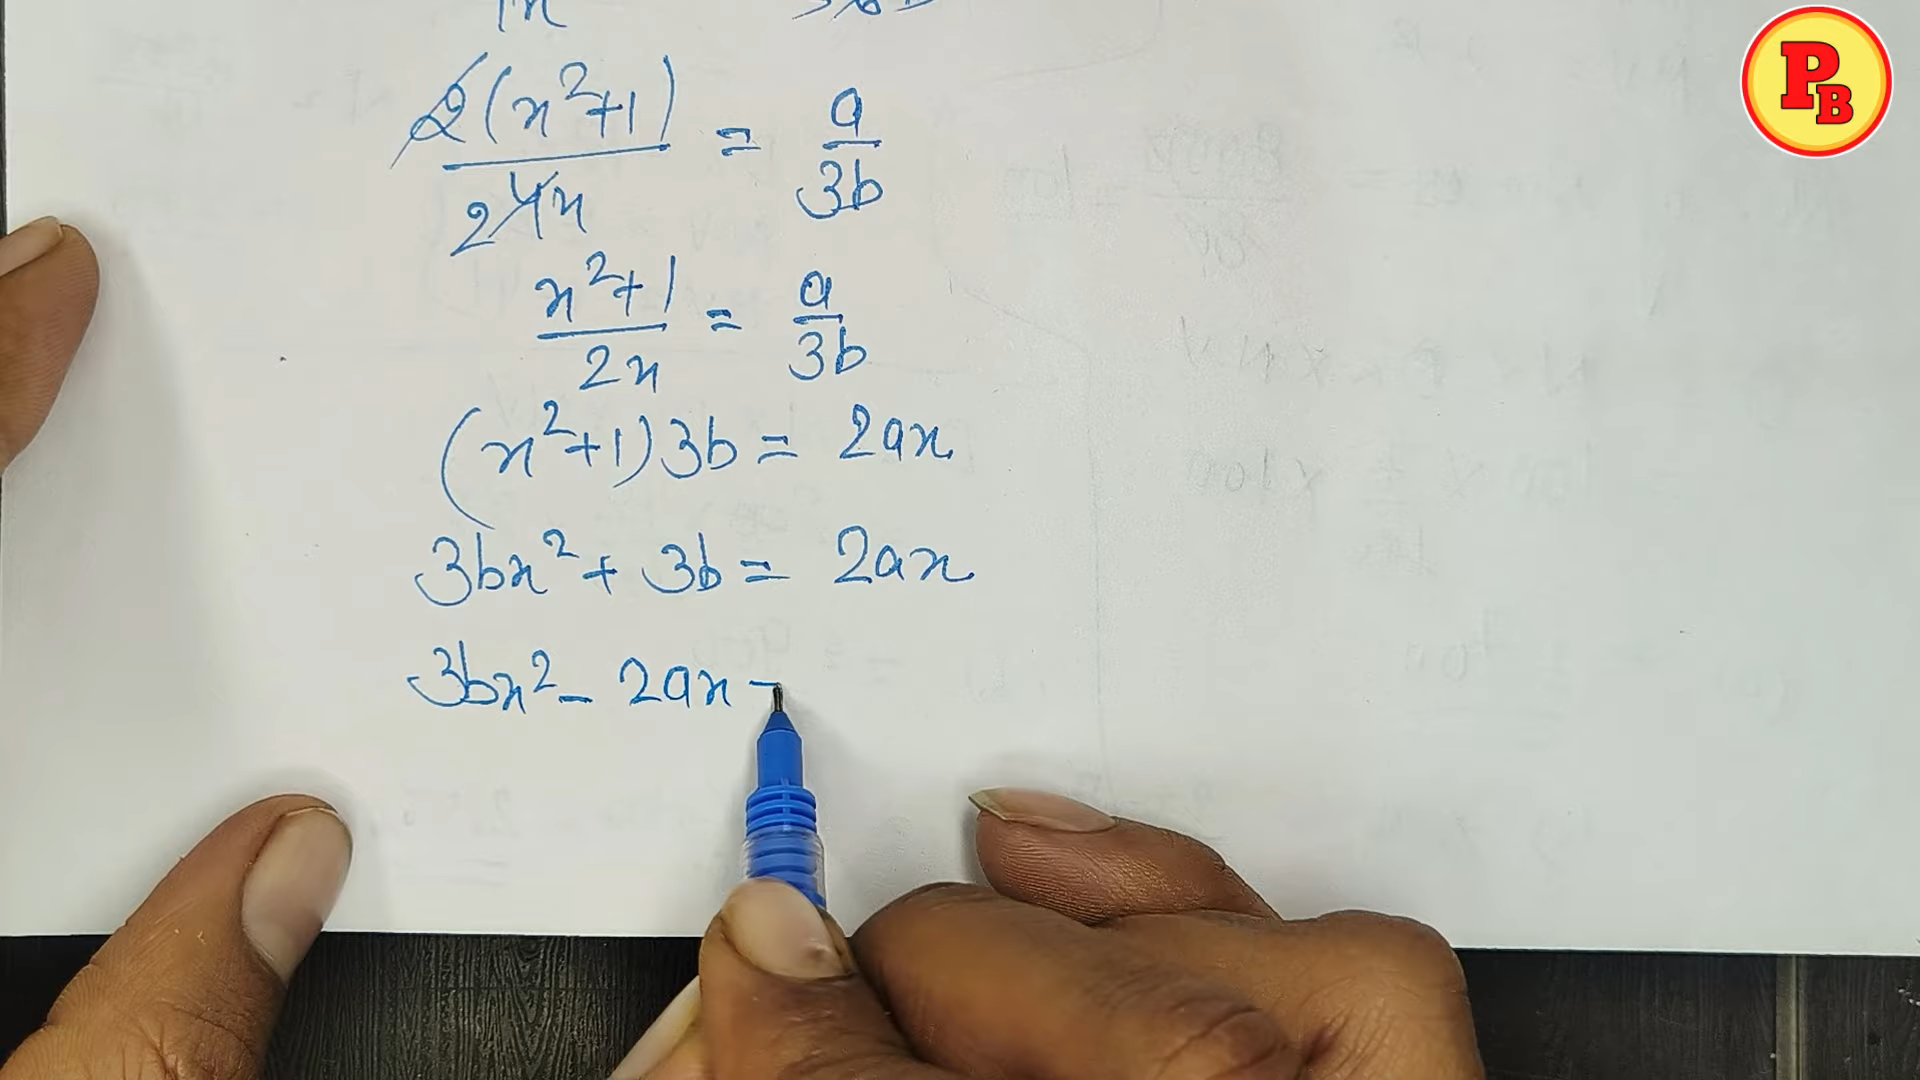 PB
2(x²+1)/24x = a/3b
x²+1/2x = a/3b
(x²+1)3b = 2ax
3bx²+ 3b = 2ax
3bx²- 2ax -